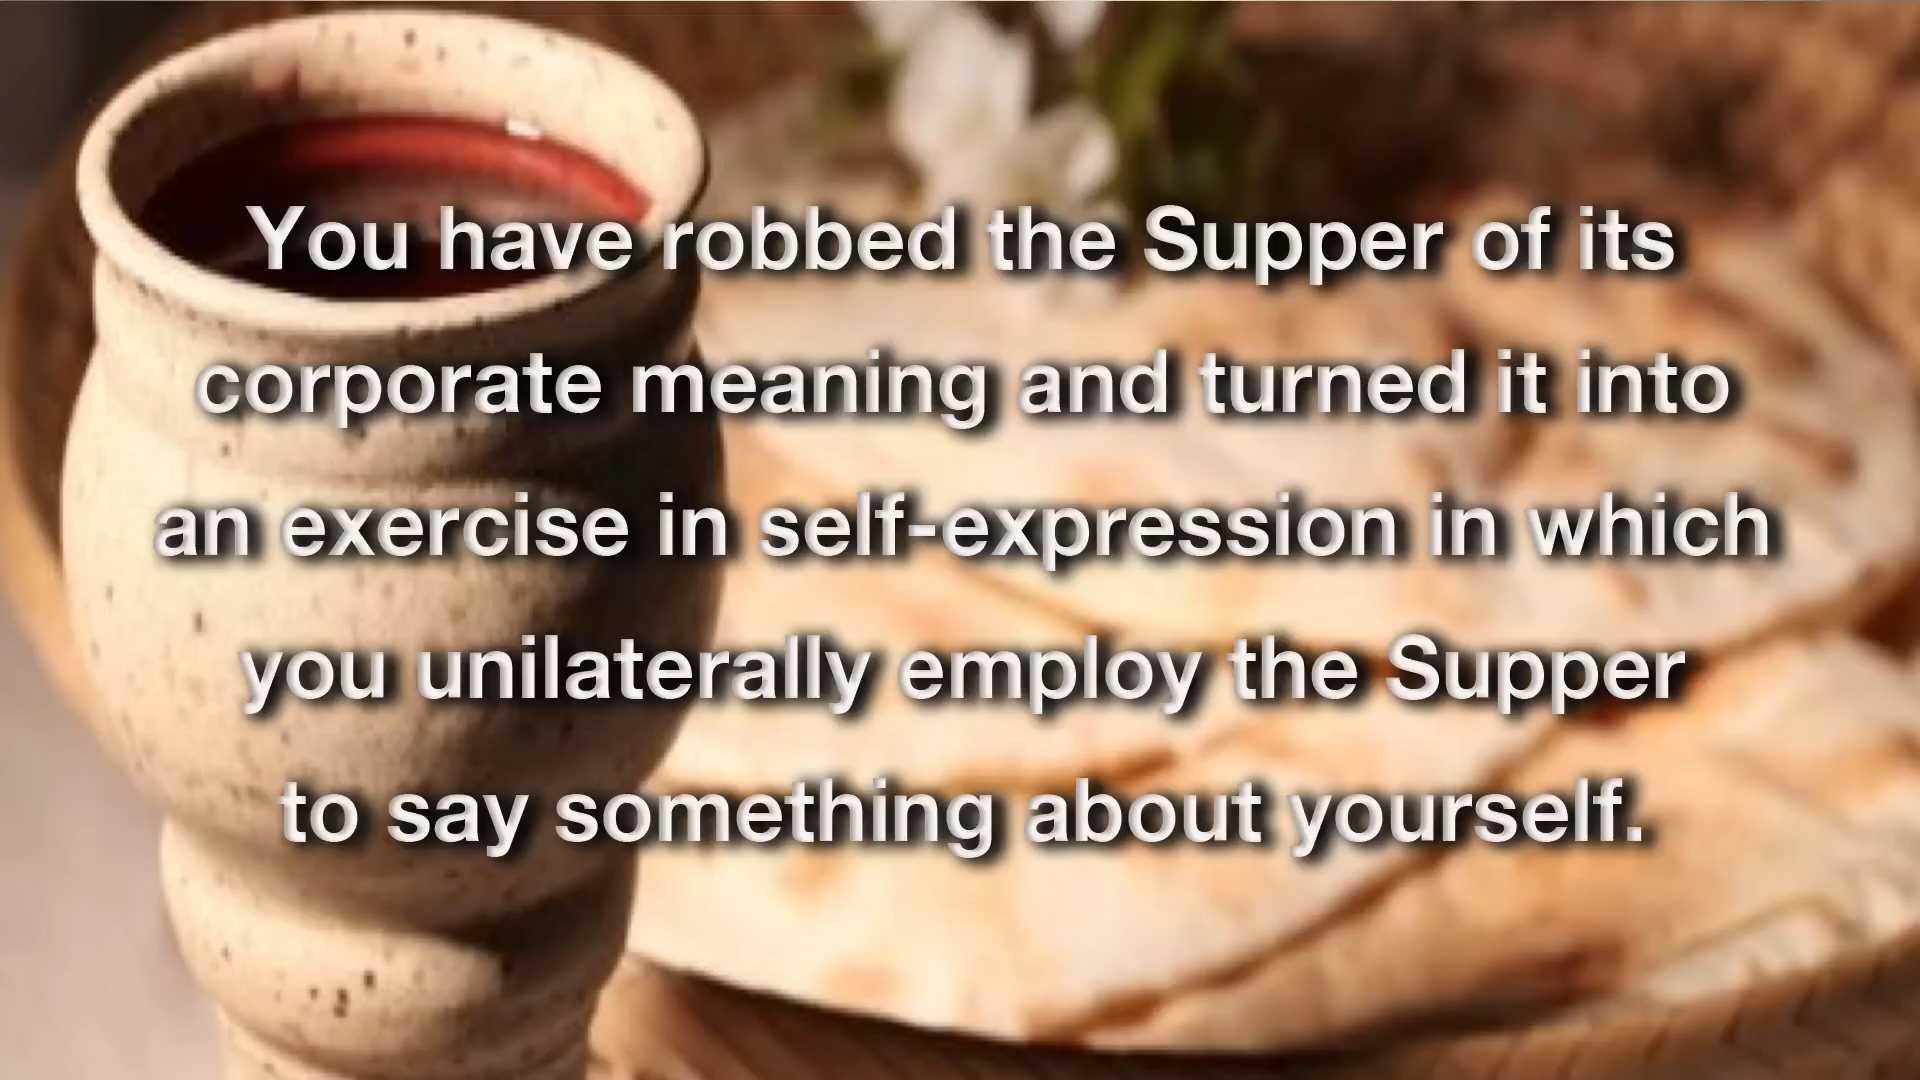 You have robbed the Supper of its
corporate meaning and turned it into
an exercise in self-expression in which
you unilaterally employ the Supper
to say something about yourself.